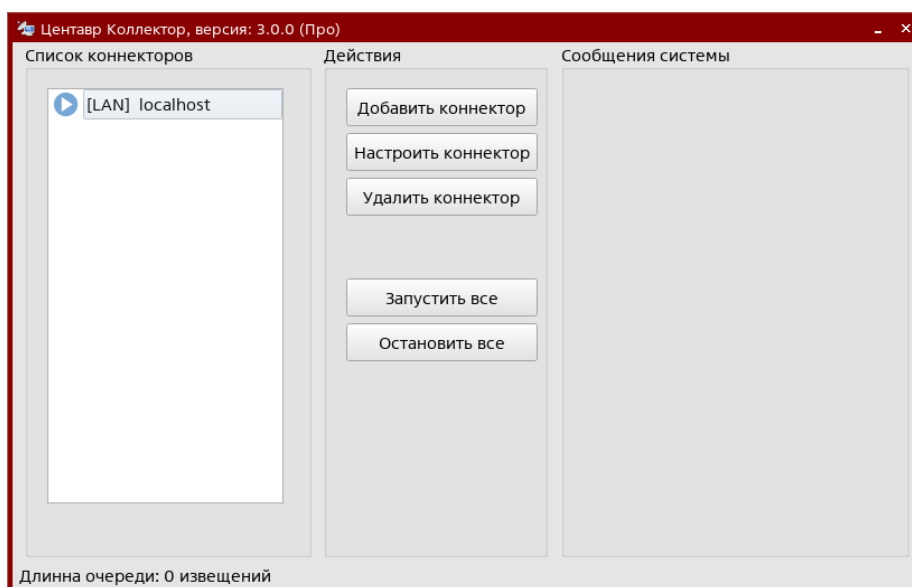 Центавр Коллектор, версия: 3.0.0 (Про)
Список коннекторов
Действия
Сообщения системы
[LAN] localhost
Добавить коннектор
Настроить коннектор
Удалить коннектор
Запустить все
Остановить все
Длинна очереди: 0 извещений